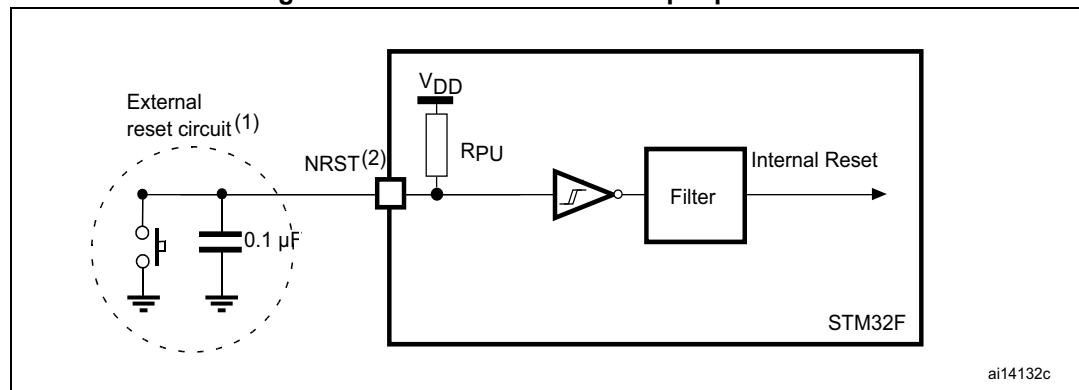 External
reset circuit(1)
VDD
RPU
NRST(2)
Internal Reset
Filter
0.1 µF
STM32F
ai14132c